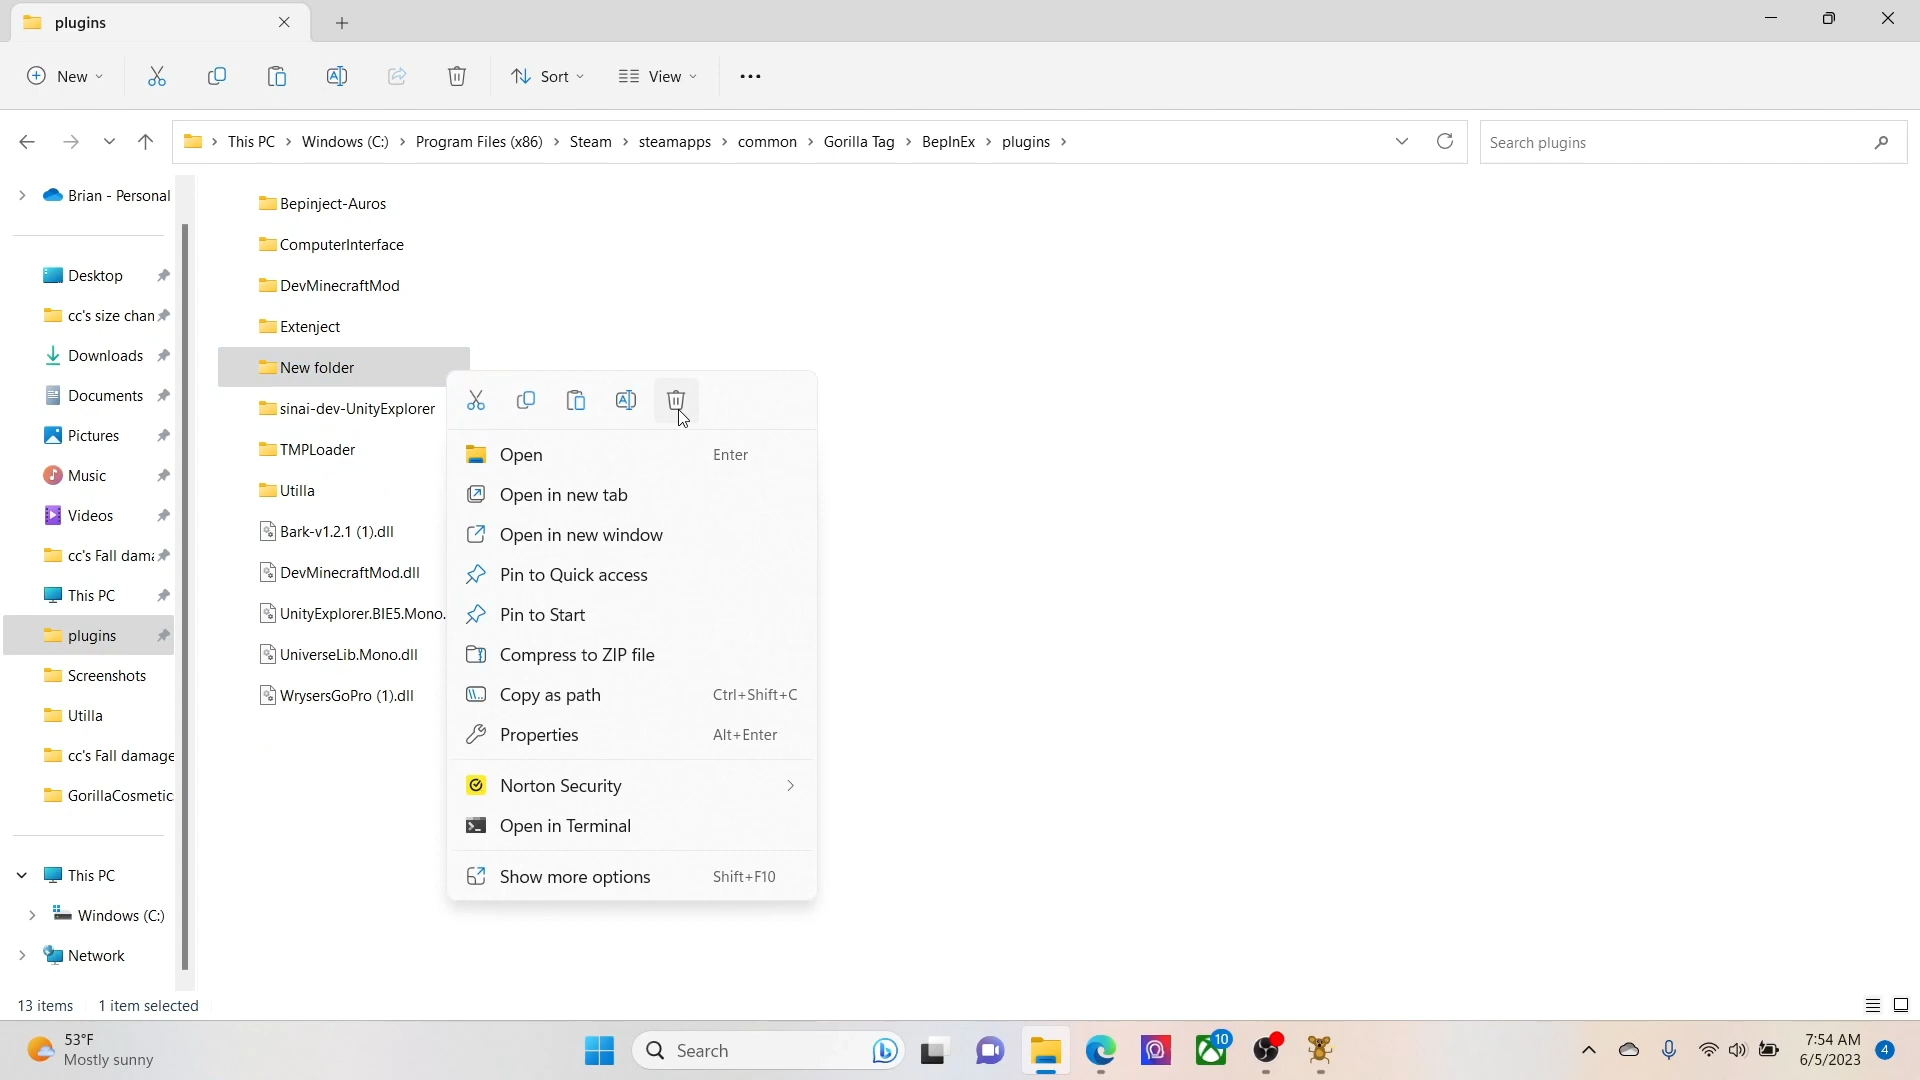 plugins
New
Sort
View
This PC
Windows (C:)
Program Files (x86)
Steam
steamapps
common
Gorilla Tag
BepInEx
plugins
Search plugins
Brian - Personal
Desktop
cc's size chan
Downloads
Documents
Pictures
Music
Videos
cc's Fall dama
This PC
plugins
Screenshots
Utilla
cc's Fall damage
GorillaCosmetic
This PC
Windows (C:)
Network
Bepinject-Auros
ComputerInterface
DevMinecraftMod
Extenject
New folder
sinai-dev-UnityExplorer
TMPLoader
Utilla
Bark-v1.2.1 (1).dll
DevMinecraftMod.dll
UnityExplorer.BIE5.Mono.
UniverseLib.Mono.dll
WrysersGoPro (1).dll
Open Enter
Open in new tab
Open in new window
Pin to Quick access
Pin to Start
Compress to ZIP file
Copy as path Ctrl+Shift+C
Properties Alt+Enter
Norton Security
Open in Terminal
Show more options Shift+F10
13 items 1 item selected
53°F
Mostly sunny
Search
10
7:54 AM
6/5/2023
4